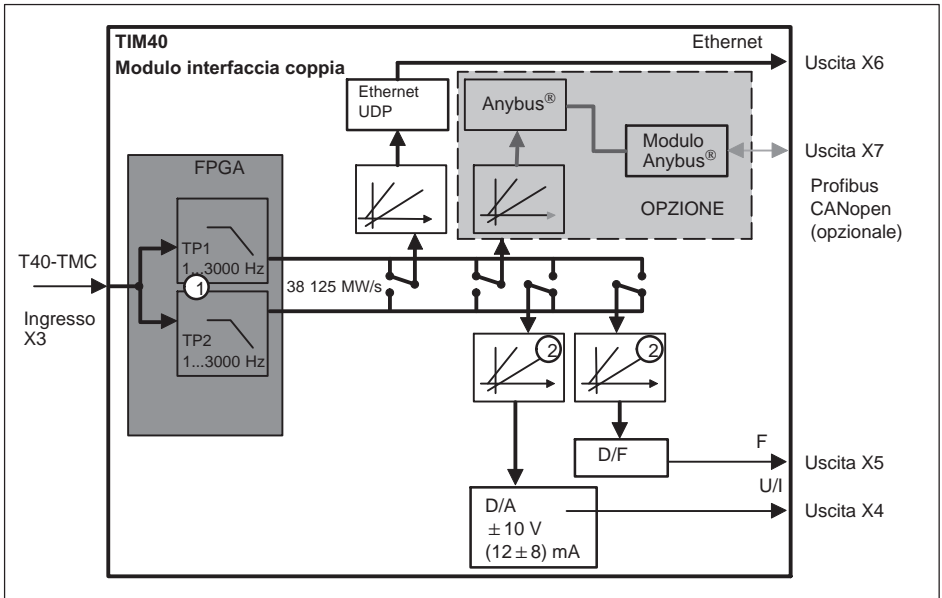 TIM40
Modulo interfaccia coppia
Ethernet
Uscita X6
Ethernet
UDP
Anybus®
Modulo
Anybus®
OPZIONE
Uscita X7
Profibus
CANopen
(opzionale)
FPGA
TP1
1...3000 Hz
1
TP2
1...3000 Hz
T40-TMC
Ingresso
X3
38 125 MW/s
2
2
D/F
F
Uscita X5
U/I
Uscita X4
D/A
±10 V
(12±8) mA